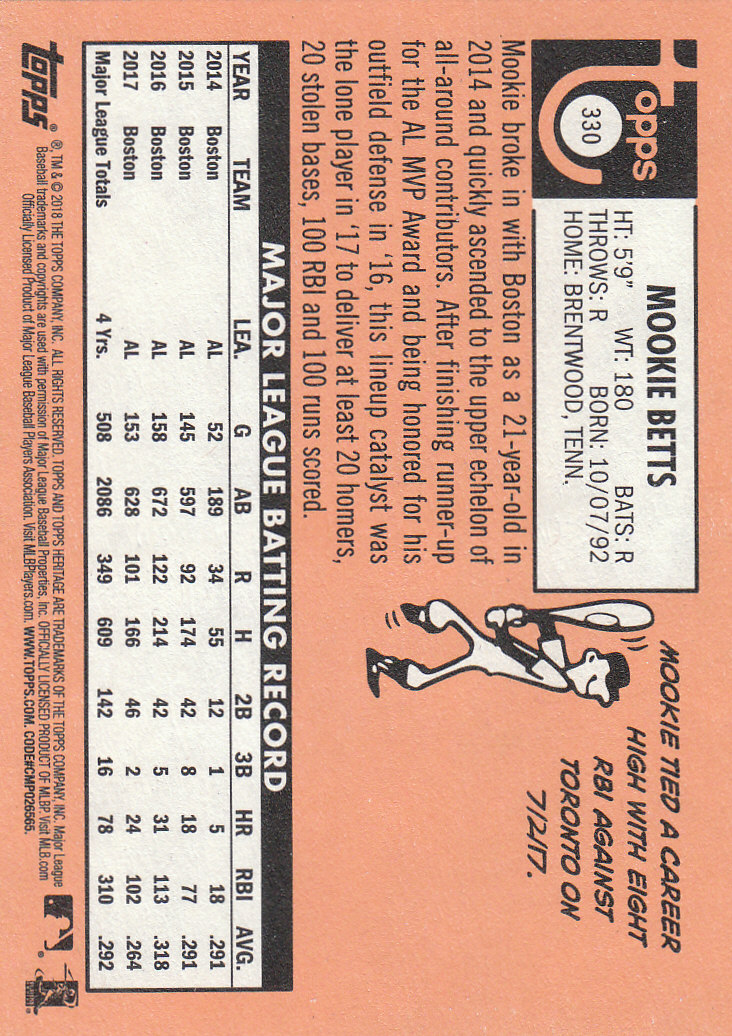 topps
330
MOOKIE BETTS
HT: 5'9" WT: 180 BATS: R
THROWS: R BORN: 10/07/92
HOME: BRENTWOOD, TENN.
Mookie broke in with Boston as a 21-year-old in
2014 and quickly ascended to the upper echelon of
all-around contributors. After finishing runner-up
for the AL MVP Award and being honored for his
outfield defense in '16, this lineup catalyst was
the lone player in '17 to deliver at least 20 homers,
20 stolen bases, 100 RBI and 100 runs scored.
MOOKIE TIED A CAREER
HIGH WITH EIGHT
RBI AGAINST
TORONTO ON
7/2/17.
MAJOR LEAGUE BATTING RECORD
YEAR TEAM LEA. G AB R H 2B 3B HR RBI AVG.
2014 Boston AL 52 189 34 55 12 1 5 18 .291
2015 Boston AL 145 597 92 174 42 8 18 77 .291
2016 Boston AL 158 672 122 214 42 5 31 113 .318
2017 Boston AL 153 628 101 166 46 2 24 102 .264
Major League Totals 4 Yrs. 508 2086 349 609 142 16 78 310 .292
topps ®
®, TM & © 2018 THE TOPPS COMPANY, INC. ALL RIGHTS RESERVED. TOPPS AND TOPPS HERITAGE ARE TRADEMARKS OF THE TOPPS COMPANY, INC. Major League
Baseball trademarks and copyrights are used with permission of Major League Baseball Properties, Inc. OFFICIALLY LICENSED PRODUCT OF MLBP. Visit MLB.com
Officially Licensed Product of Major League Baseball Players Association. Visit MLBPlayers.com. WWW.TOPPS.COM. CODE#CMP026565.